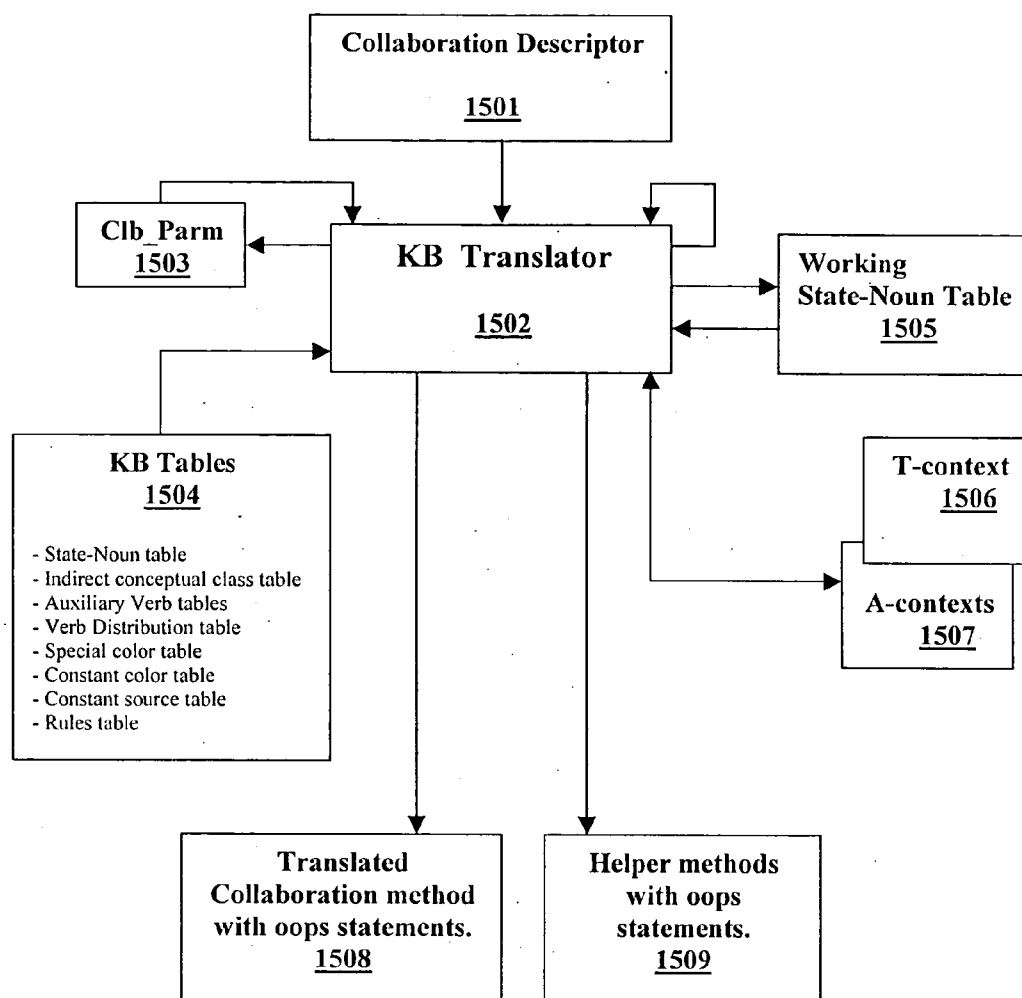 Collaboration Descriptor
1501
Clb_Parm
1503
KB Translator
1502
Working
State-Noun Table
1505
KB Tables
1504
- State-Noun table
- Indirect conceptual class table
- Auxiliary Verb tables
- Verb Distribution table
- Special color table
- Constant color table
- Constant source table
- Rules table
T-context
1506
A-contexts
1507
Translated
Collaboration method
with oops statements.
1508
Helper methods
with oops
statements.
1509